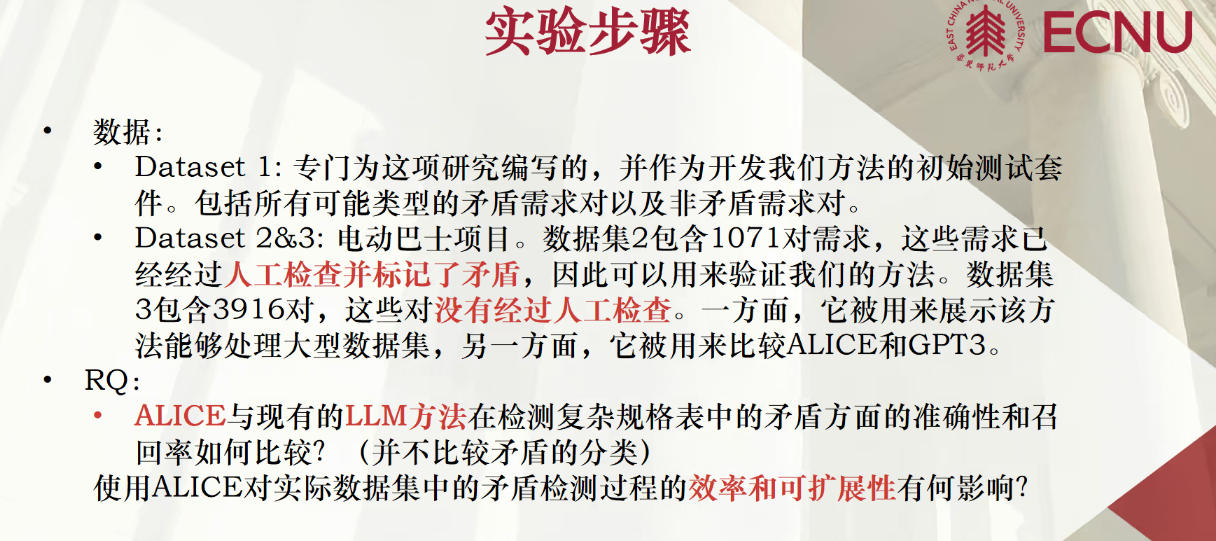 实验步骤
EAST CHINA NORMAL UNIVERSITY
华东师范大学
ECNU
• 数据：
• Dataset 1: 专门为这项研究编写的，并作为开发我们方法的初始测试套
件。包括所有可能类型的矛盾需求对以及非矛盾需求对。
• Dataset 2&3: 电动巴士项目。数据集2包含1071对需求，这些需求已
经经过人工检查并标记了矛盾，因此可以用来验证我们的方法。数据集
3包含3916对，这些对没有经过人工检查。一方面，它被用来展示该方
法能够处理大型数据集，另一方面，它被用来比较ALICE和GPT3。
• RQ：
• ALICE与现有的LLM方法在检测复杂规格表中的矛盾方面的准确性和召
回率如何比较？（并不比较矛盾的分类）
使用ALICE对实际数据集中的矛盾检测过程的效率和可扩展性有何影响？